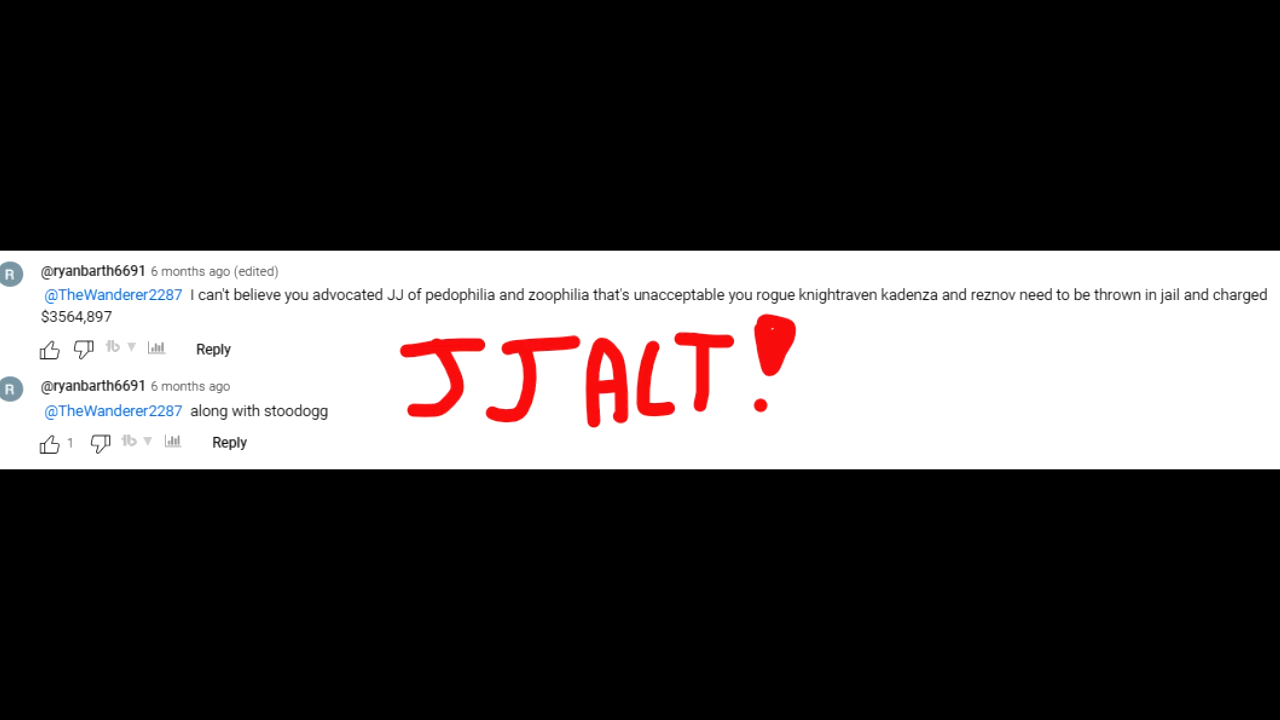 R @ryanbarth6691 6 months ago (edited)
@TheWanderer2287 I can't believe you advocated JJ of pedophilia and zoophilia that's unacceptable you rogue knightraven kadenza and reznov need to be thrown in jail and charged
$3564,897
Reply
JJ ALT!
R @ryanbarth6691 6 months ago
@TheWanderer2287 along with stoodogg
1 Reply